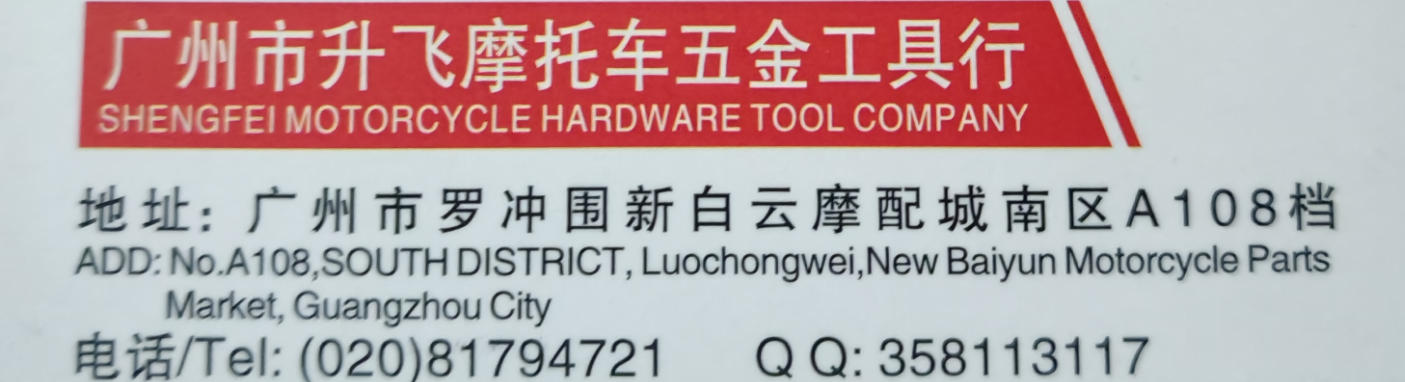 广州市升飞摩托车五金工具行
SHENGFEI MOTORCYCLE HARDWARE TOOL COMPANY
地址：广州市罗冲围新白云摩配城南区A108档
ADD: No.A108,SOUTH DISTRICT, Luochongwei,New Baiyun Motorcycle Parts
Market, Guangzhou City
电话/Tel: (020)81794721 QQ: 358113117